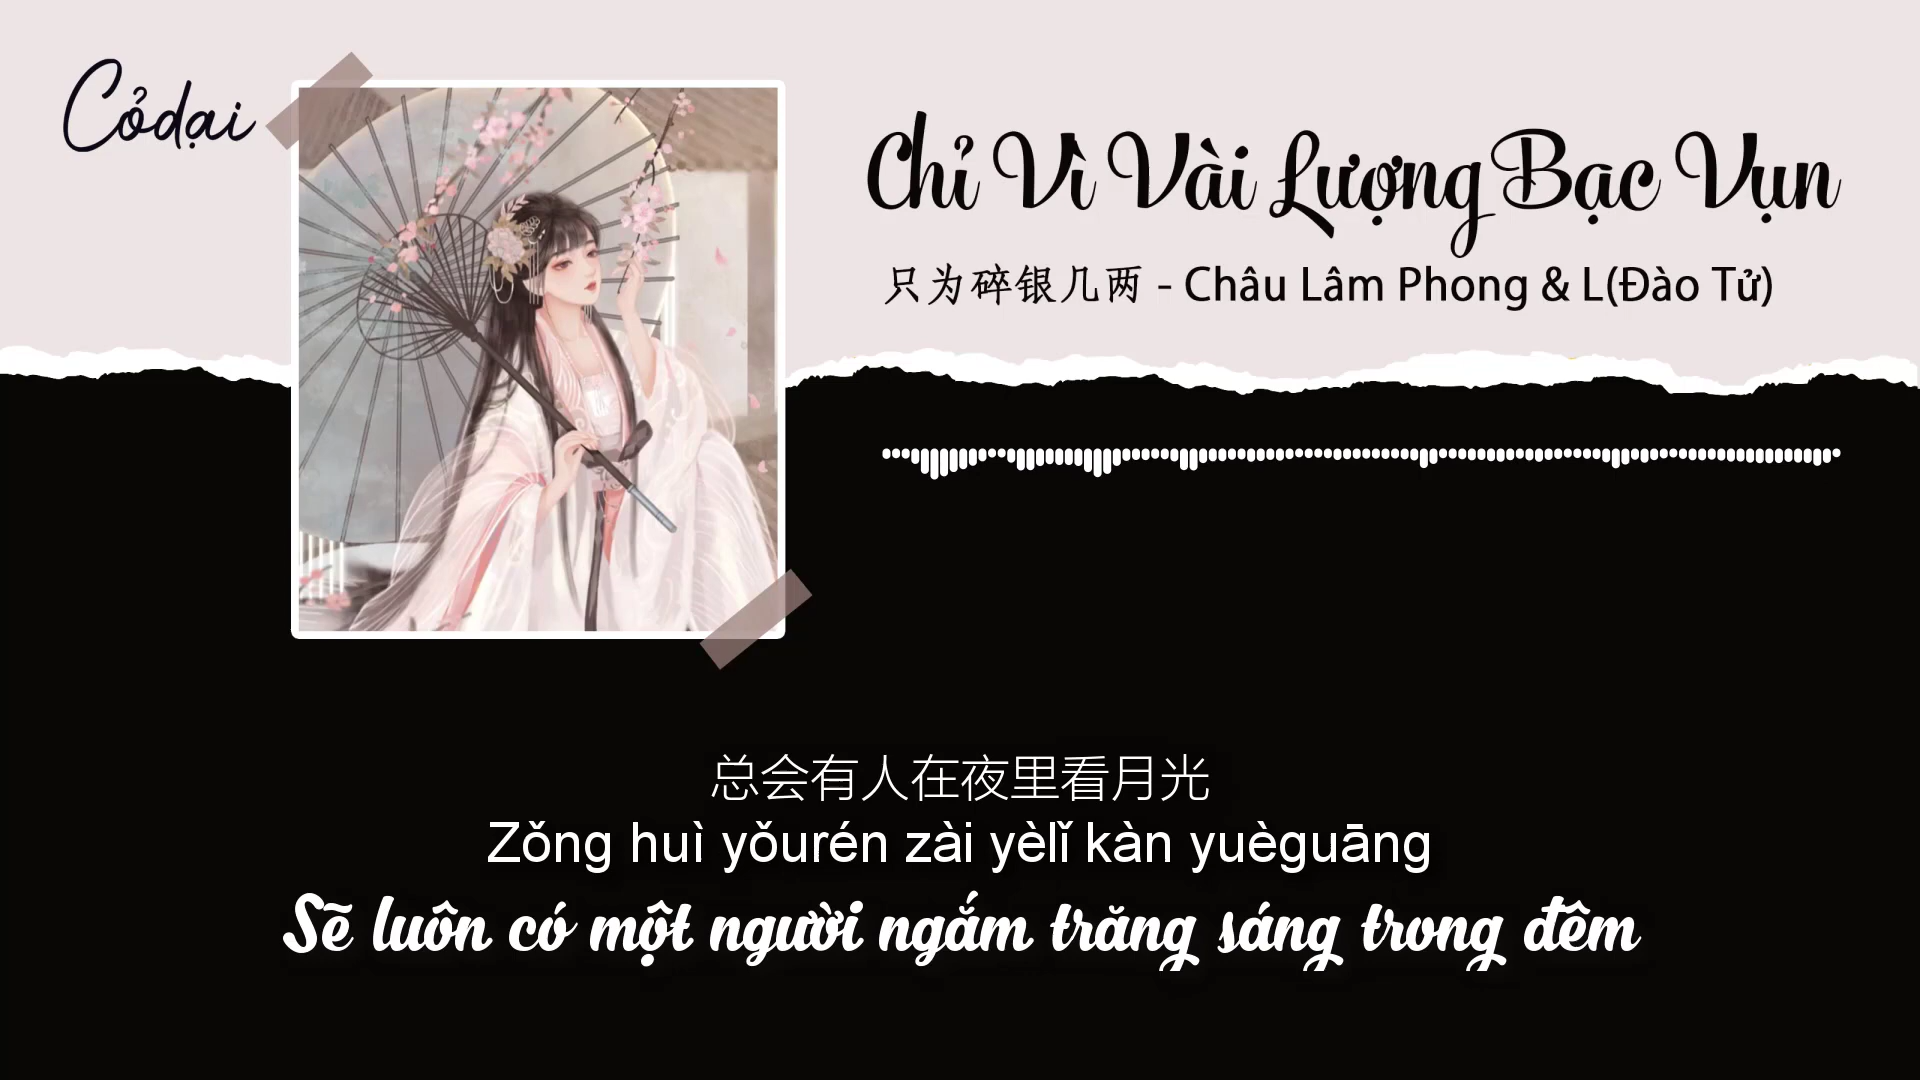 Cỏdại
Chỉ Vì Vài Lượng Bạc Vụn
只为碎银几两 - Châu Lâm Phong & L(Đào Tử)
总会有人在夜里看月光
Zǒng huì yǒurén zài yèlǐ kàn yuèguāng
Sẽ luôn có một người ngắm trăng sáng trong đêm